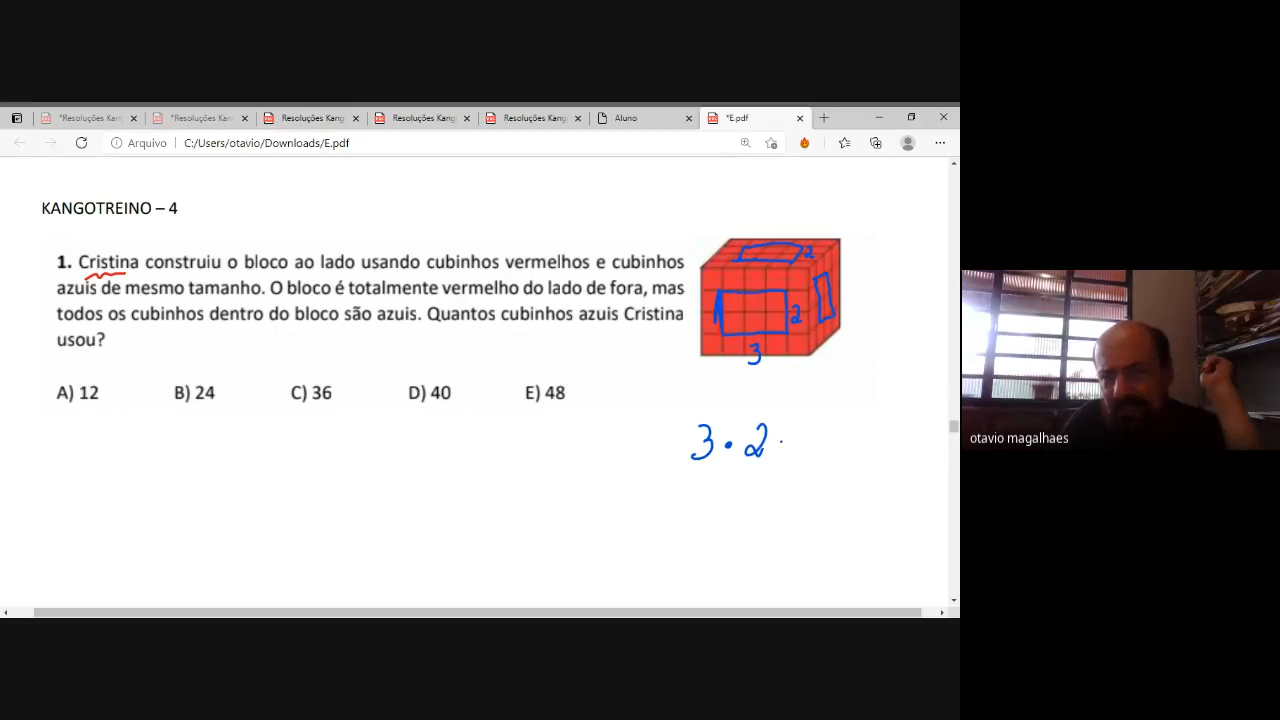 *Resoluções Kang
*Resoluções Kang
Resoluções Kang
Resoluções Kang
Resoluções Kang
Aluno
*E.pdf
Arquivo
C:/Users/otavio/Downloads/E.pdf
KANGOTREINO – 4
1. Cristina construiu o bloco ao lado usando cubinhos vermelhos e cubinhos
azuis de mesmo tamanho. O bloco é totalmente vermelho do lado de fora, mas
todos os cubinhos dentro do bloco são azuis. Quantos cubinhos azuis Cristina
usou?
2
2
3
A) 12 B) 24 C) 36 D) 40 E) 48
3 · 2 ·
otavio magalhaes